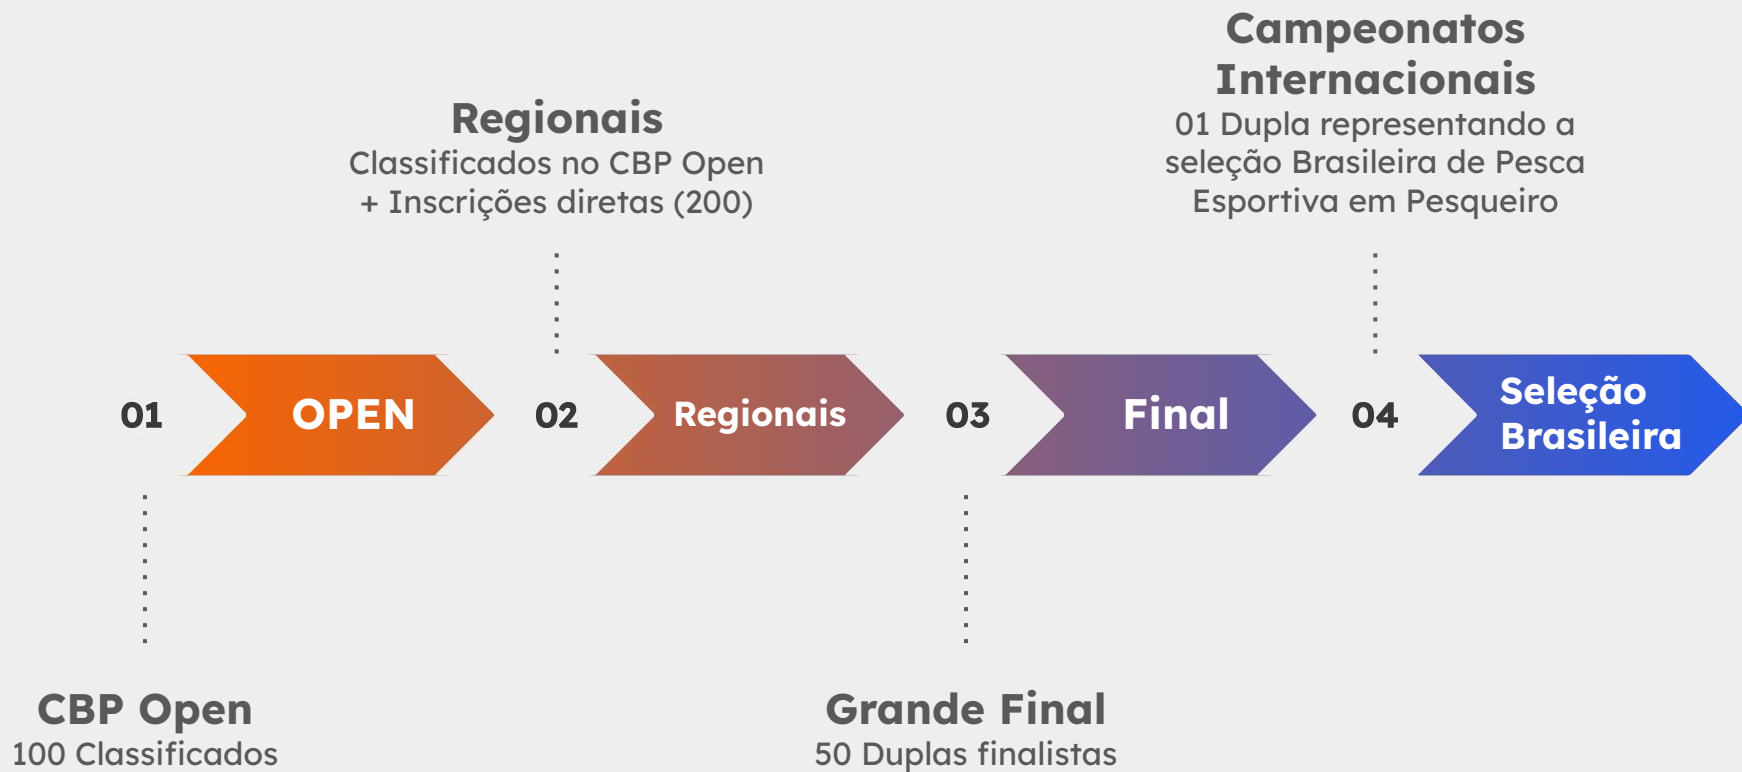 Campeonatos
Internacionais
01 Dupla representando a
seleção Brasileira de Pesca
Esportiva em Pesqueiro
Regionais
Classificados no CBP Open
+ Inscrições diretas (200)
01
OPEN
02
Regionais
03
Final
04
Seleção
Brasileira
CBP Open
100 Classificados
Grande Final
50 Duplas finalistas